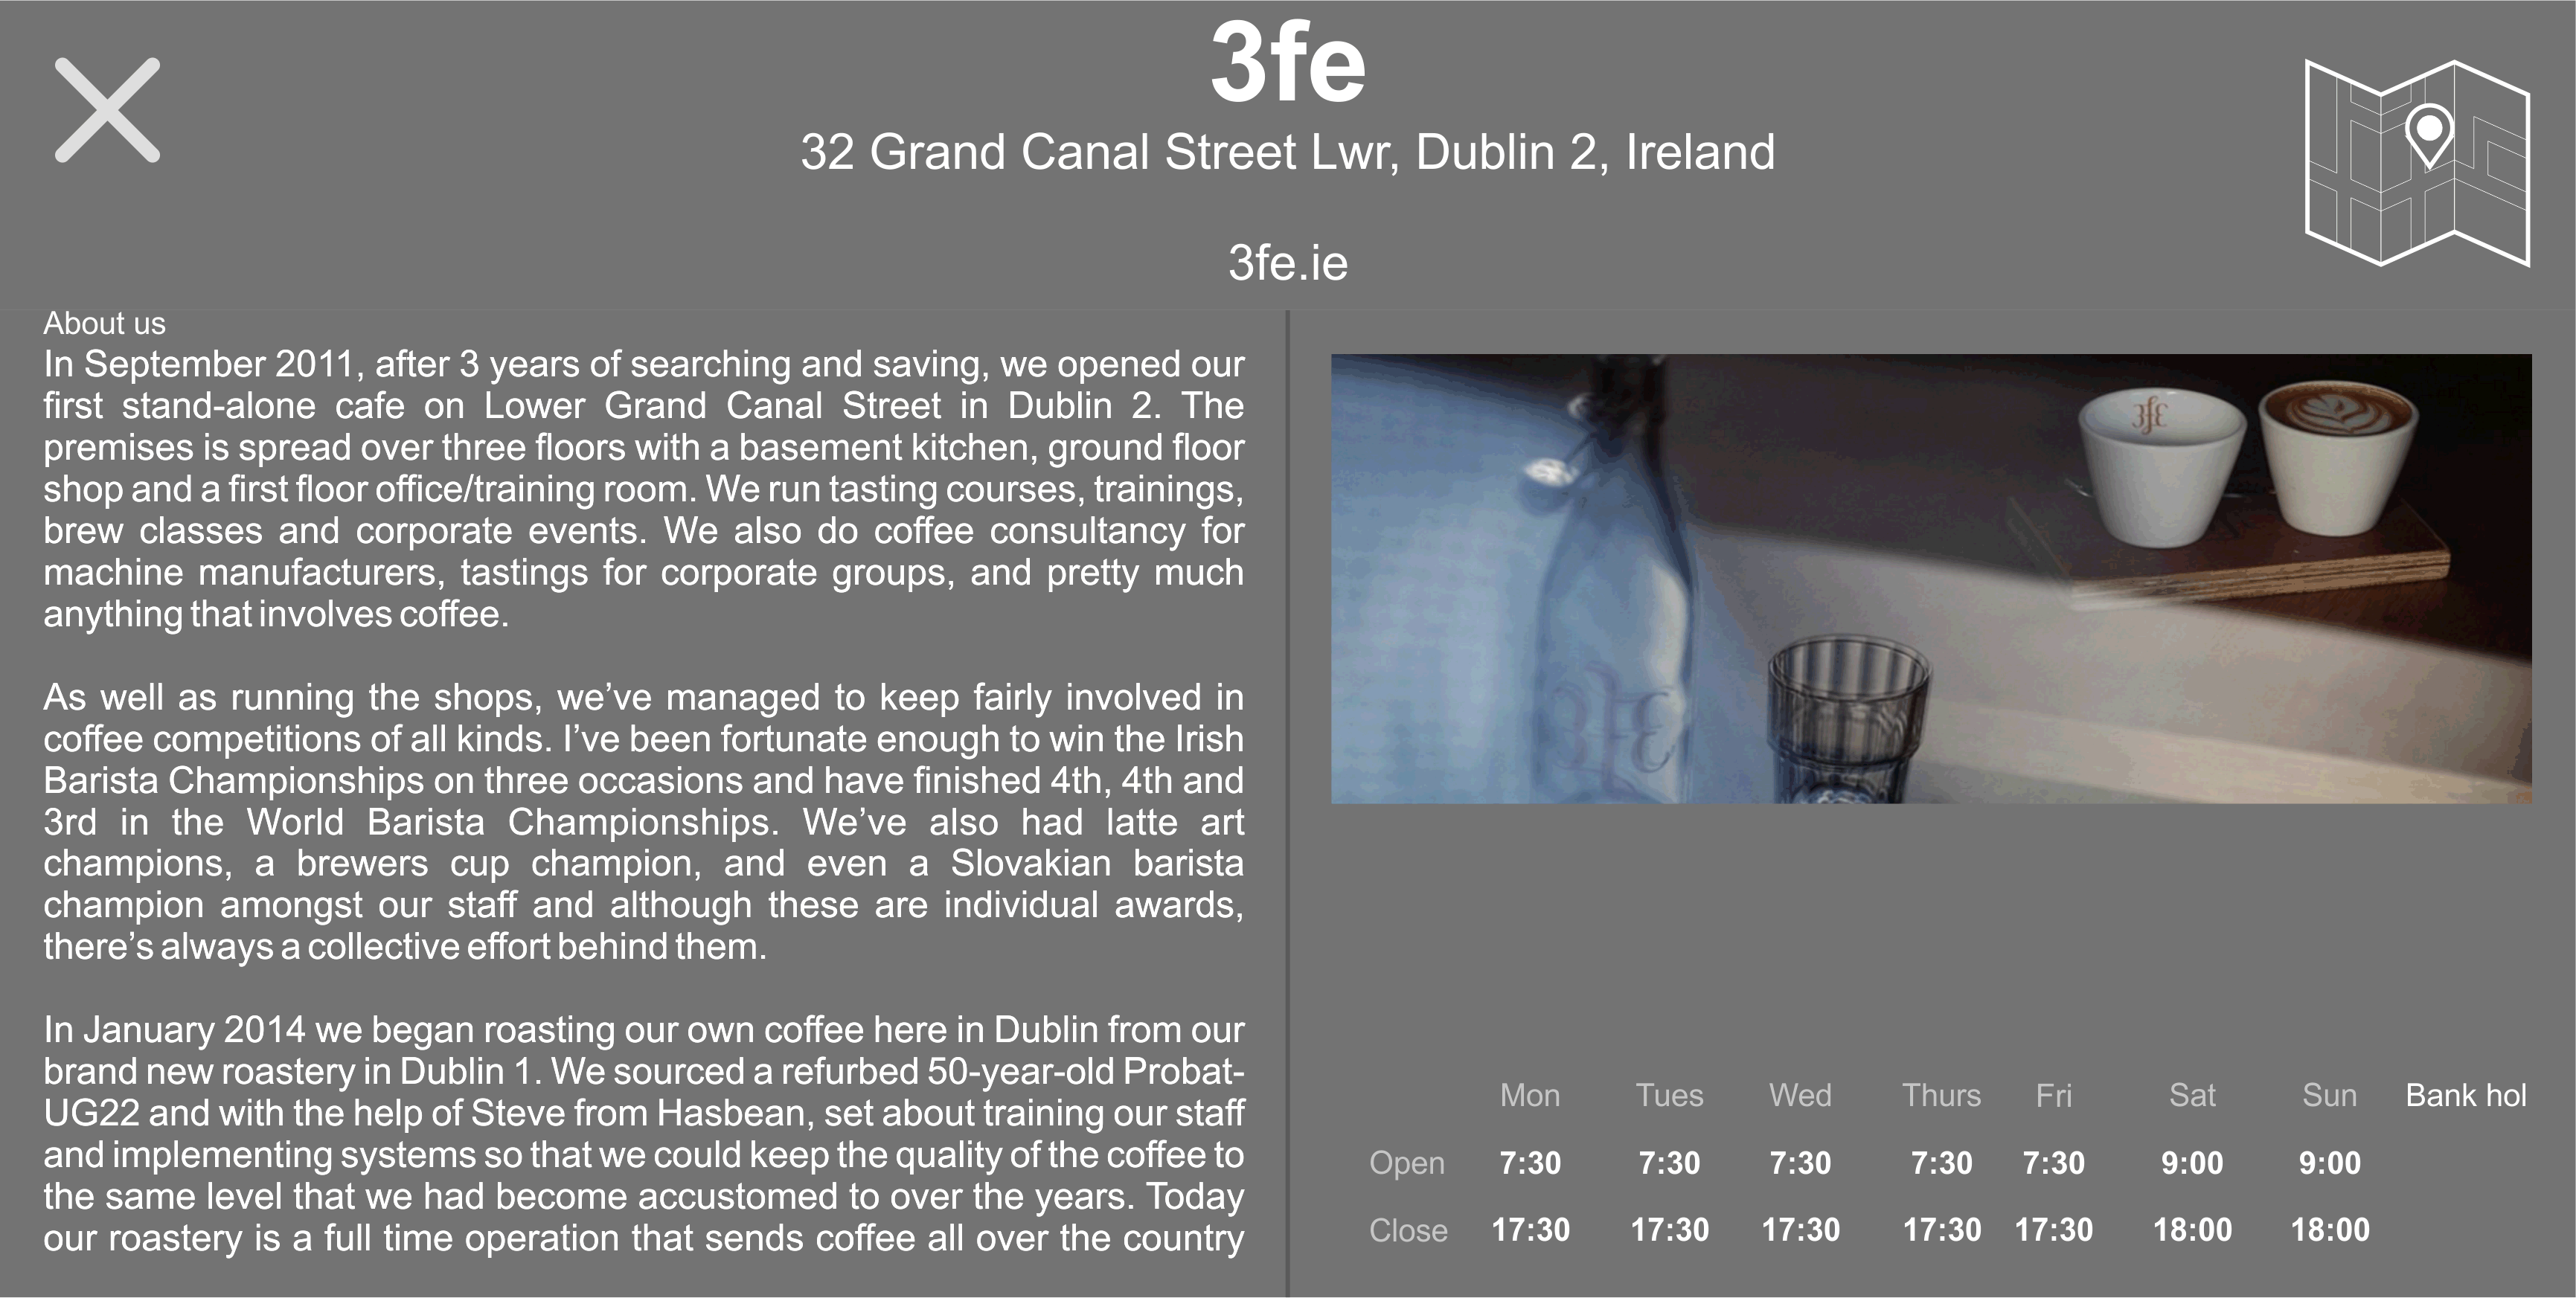 3fe
32 Grand Canal Street Lwr, Dublin 2, Ireland
3fe.ie
About us
In September 2011, after 3 years of searching and saving, we opened our
first stand-alone cafe on Lower Grand Canal Street in Dublin 2. The
premises is spread over three floors with a basement kitchen, ground floor
shop and a first floor office/training room. We run tasting courses, trainings,
brew classes and corporate events. We also do coffee consultancy for
machine manufacturers, tastings for corporate groups, and pretty much
anything that involves coffee.
As well as running the shops, we’ve managed to keep fairly involved in
coffee competitions of all kinds. I’ve been fortunate enough to win the Irish
Barista Championships on three occasions and have finished 4th, 4th and
3rd in the World Barista Championships. We’ve also had latte art
champions, a brewers cup champion, and even a Slovakian barista
champion amongst our staff and although these are individual awards,
there’s always a collective effort behind them.
In January 2014 we began roasting our own coffee here in Dublin from our
brand new roastery in Dublin 1. We sourced a refurbed 50-year-old Probat-
UG22 and with the help of Steve from Hasbean, set about training our staff
and implementing systems so that we could keep the quality of the coffee to
the same level that we had become accustomed to over the years. Today
our roastery is a full time operation that sends coffee all over the country
3fe
3fe
Mon Tues Wed Thurs Fri Sat Sun Bank hol
Open 7:30 7:30 7:30 7:30 7:30 9:00 9:00
Close 17:30 17:30 17:30 17:30 17:30 18:00 18:00